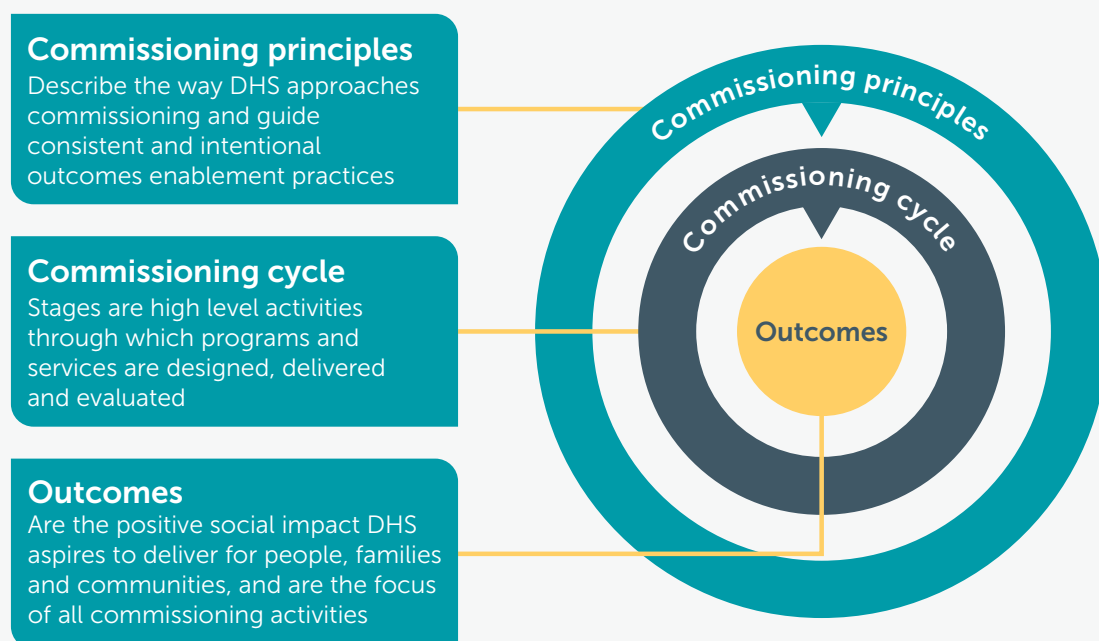 Commissioning principles
Describe the way DHS approaches
commissioning and guide
consistent and intentional
outcomes enablement practices
Commissioning cycle
Stages are high level activities
through which programs and
services are designed, delivered
and evaluated
Outcomes
Are the positive social impact DHS
aspires to deliver for people, families
and communities, and are the focus
of all commissioning activities
Commissioning principles
Commissioning cycle
Outcomes